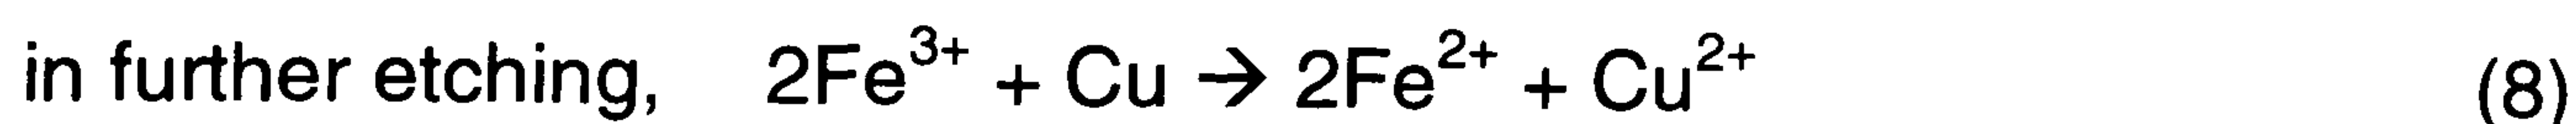 in further etching, 2Fe³⁺ + Cu → 2Fe²⁺ + Cu²⁺ (8)